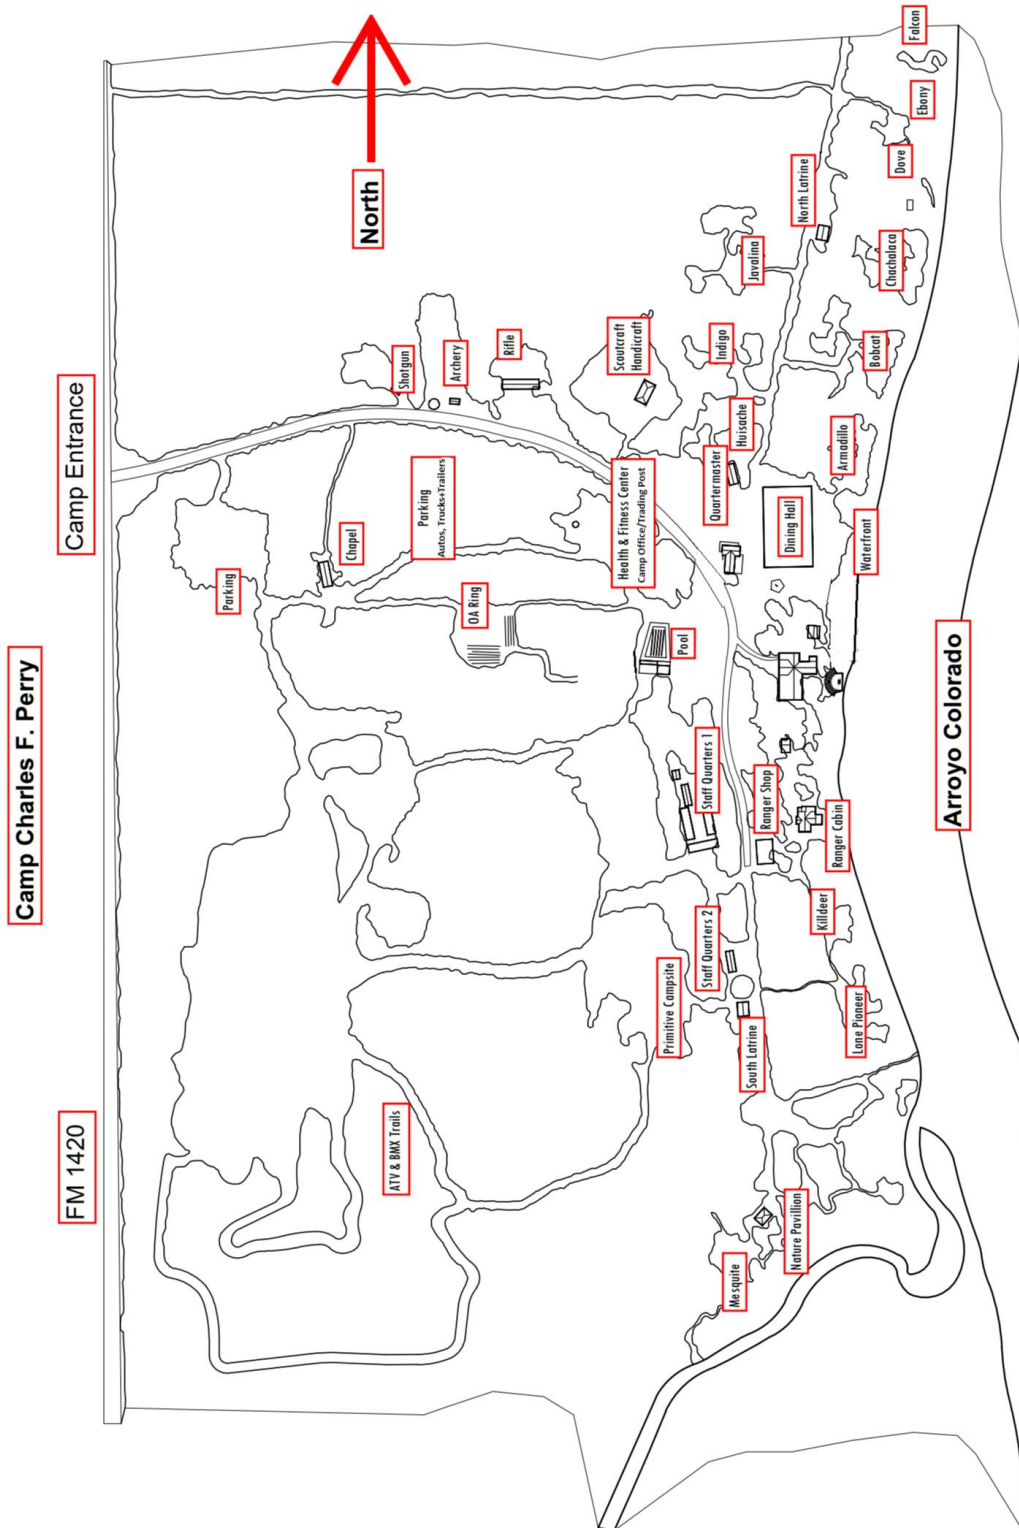 Camp Charles F. Perry
FM 1420
Camp Entrance
North
Parking
Chapel
Shotgun
Archery
Rifle
Parking
Autos, Trucks+Trailers
OA Ring
ATV & BMX Trails
Scoutcraft
Handicraft
Health & Fitness Center
Camp Office/Trading Post
Pool
Primitive Campsite
Staff Quarters 1
Staff Quarters 2
Quartermaster
Huisache
Indigo
Javalina
North Latrine
Mesquite
South Latrine
Nature Pavillion
Ranger Shop
Dining Hall
Ranger Cabin
Killdeer
Lone Pioneer
Waterfront
Armadillo
Bobcat
Chachalaca
Dove
Ebony
Falcon
Arroyo Colorado